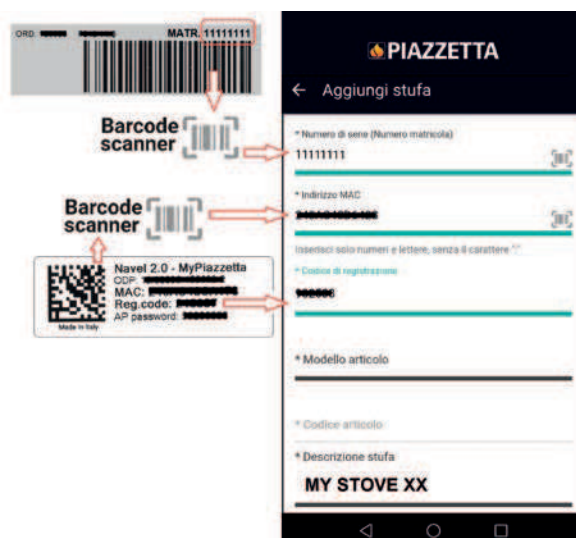 ORD.
MATR. 11111111
Barcode
scanner
Barcode
scanner
Navel 2.0 - MyPiazzetta
ODP:
MAC:
Reg.code:
AP password:
Made in Italy
PIAZZETTA
← Aggiungi stufa
* Numero di serie (Numero matricola)
11111111
* Indirizzo MAC
Inserisci solo numeri e lettere, senza il carattere ":"
* Codice di registrazione
* Modello articolo
* Codice articolo
* Descrizione stufa
MY STOVE XX